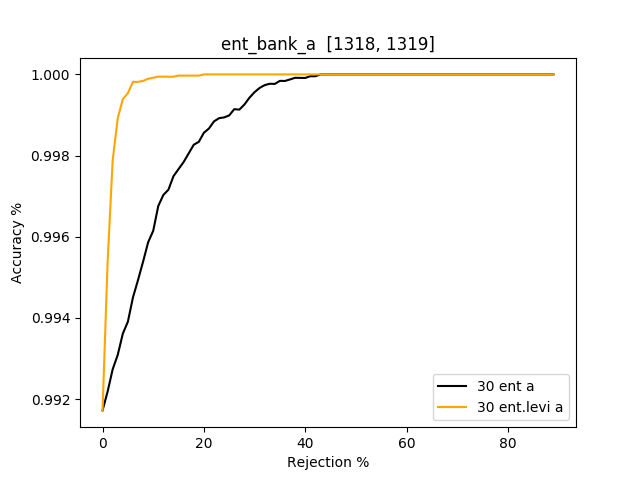 ent_bank_a [1318, 1319]
1.000
0.998
0.996
0.994
0.992
Accuracy %
0
20
40
60
80
Rejection %
30 ent a
30 ent.levi a